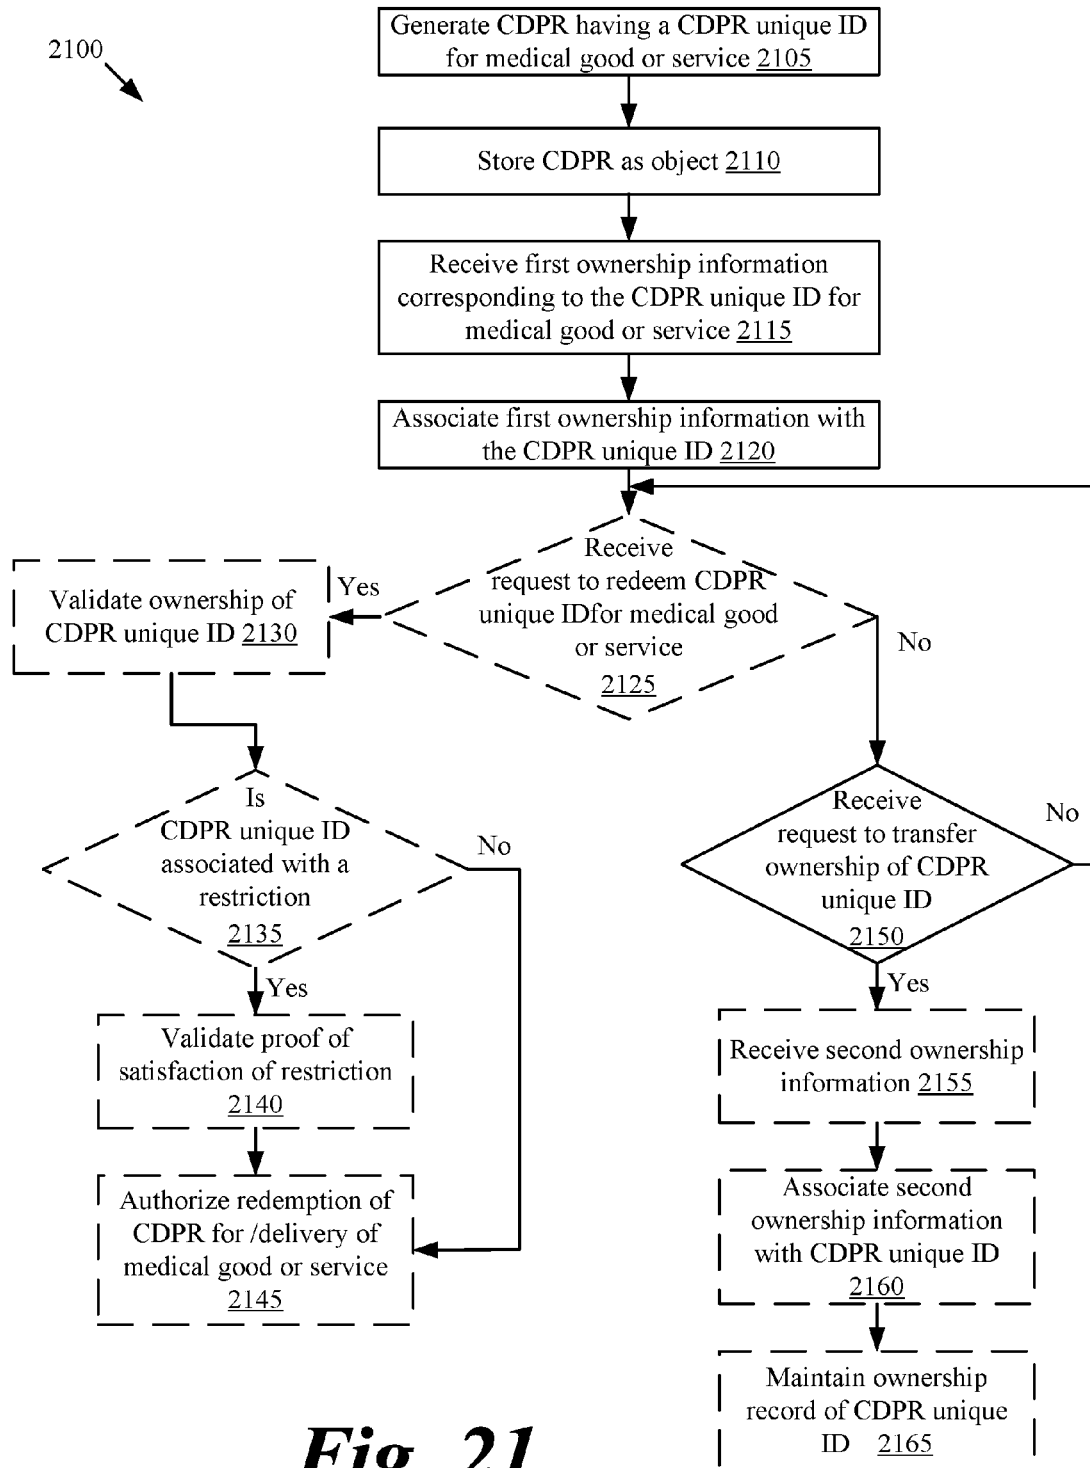 2100
Generate CDPR having a CDPR unique ID
for medical good or service 2105
Store CDPR as object 2110
Receive first ownership information
corresponding to the CDPR unique ID for
medical good or service 2115
Associate first ownership information with
the CDPR unique ID 2120
Receive
request to redeem CDPR
unique IDfor medical good
or service
2125
Yes
No
Validate ownership of
CDPR unique ID 2130
Is
CDPR unique ID
associated with a
restriction
2135
No
Yes
Validate proof of
satisfaction of restriction
2140
Authorize redemption of
CDPR for /delivery of
medical good or service
2145
Receive
request to transfer
ownership of CDPR
unique ID
2150
No
Yes
Receive second ownership
information 2155
Associate second
ownership information
with CDPR unique ID
2160
Maintain ownership
record of CDPR unique
ID 2165
Fig. 21